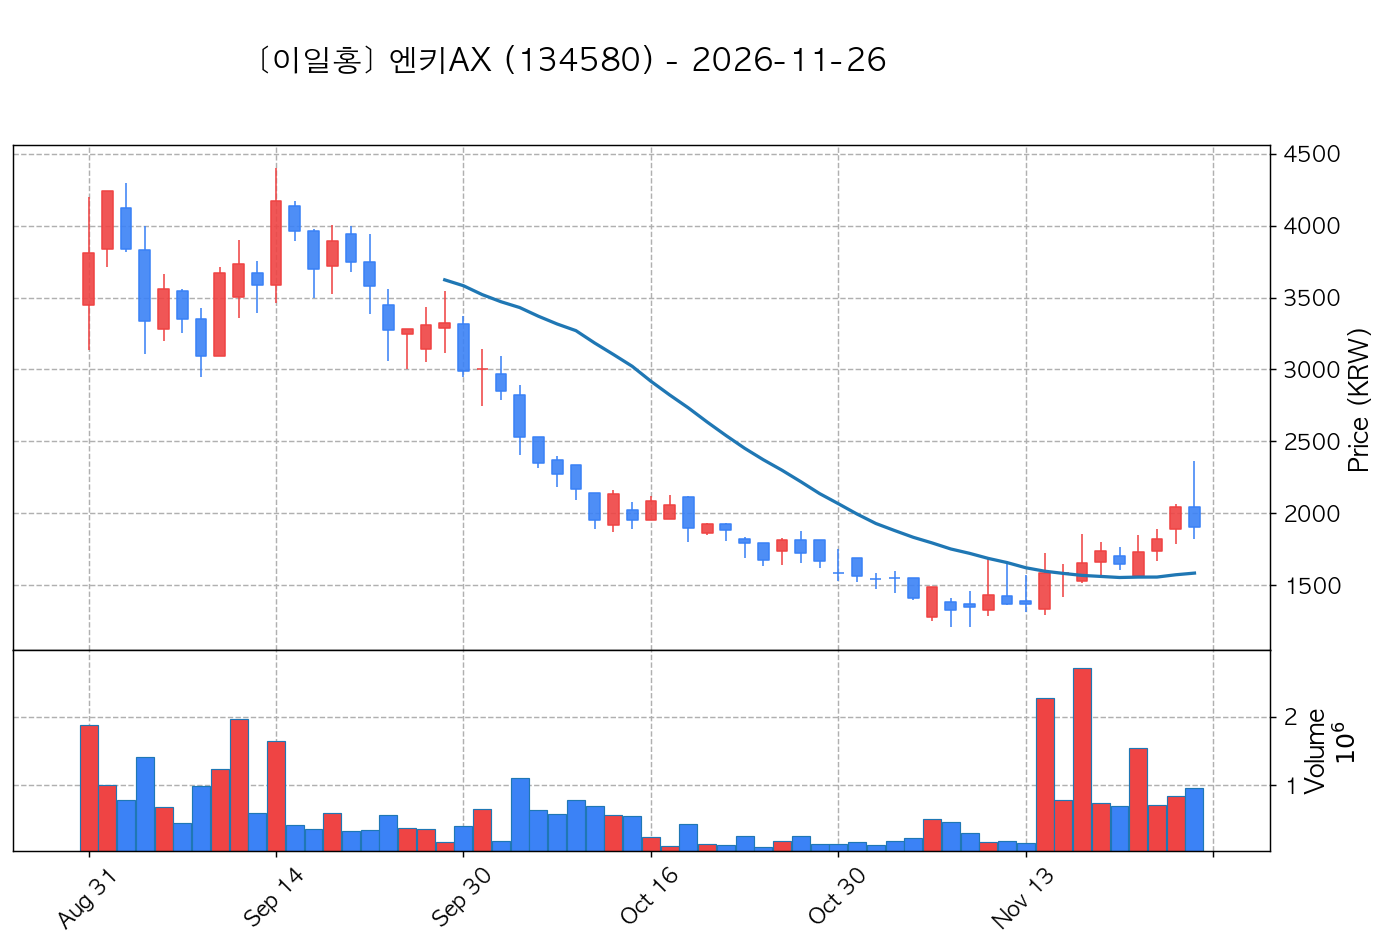 [이일홍] 엔키AX (134580) - 2026-11-26
4500
4000
3500
3000
2500
2000
1500
Price (KRW)
2
1
Volume
10⁶
Aug 31
Sep 14
Sep 30
Oct 16
Oct 30
Nov 13